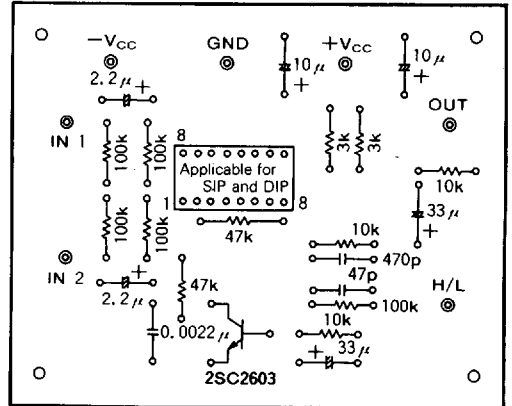 −VCC
GND
+VCC
2.2μ
+
10μ
10μ
+
+
OUT
IN 1
100k
100k
8
Applicable for
SIP and DIP
3k
3k
10k
1
8
47k
100k
100k
33μ
+
10k
470p
47p
IN 2
+
2.2μ
47k
100k
H/L
0.0022μ
10k
33μ
+
2SC2603